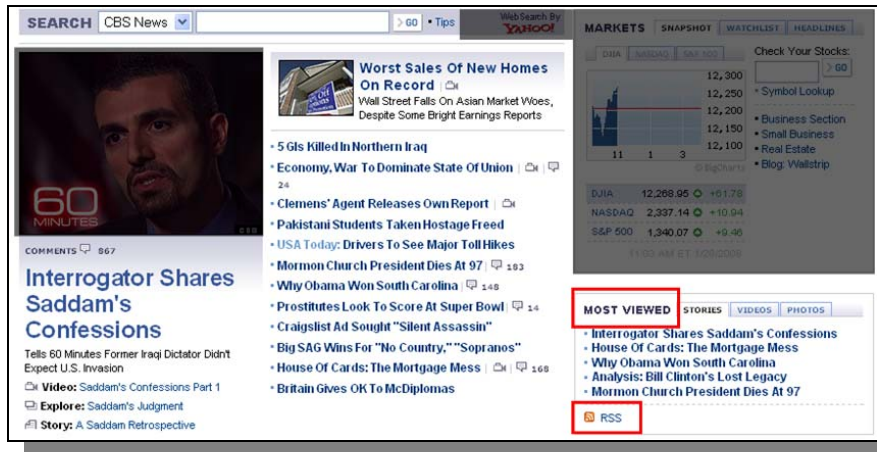 SEARCH CBS News GO • Tips
Web Search By
YAHOO!
60
MINUTES
CBS
COMMENTS 867
Interrogator Shares
Saddam's
Confessions
Tells 60 Minutes Former Iraqi Dictator Didn't
Expect U.S. Invasion
Video: Saddam's Confessions Part 1
Explore: Saddam's Judgment
Story: A Saddam Retrospective
Worst Sales Of New Homes
On Record |
Wall Street Falls On Asian Market Woes,
Despite Some Bright Earnings Reports
• 5 GIs Killed In Northern Iraq
• Economy, War To Dominate State Of Union |
24
• Clemens' Agent Releases Own Report |
• Pakistani Students Taken Hostage Freed
• USA Today: Drivers To See Major Toll Hikes
• Mormon Church President Dies At 97 | 183
• Why Obama Won South Carolina | 148
• Prostitutes Look To Score At Super Bowl | 14
• Craigslist Ad Sought "Silent Assassin"
• Big SAG Wins For "No Country," "Sopranos"
• House Of Cards: The Mortgage Mess | 168
• Britain Gives OK To McDiplomas
MARKETS SNAPSHOT WATCHLIST HEADLINES
DJIA NASDAQ S&P 500
Check Your Stocks:
GO
• Symbol Lookup
• Business Section
• Small Business
• Real Estate
• Blog: Wallstrip
12,300
12,250
12,200
12,150
12,100
11 1 3
© BigCharts
DJIA 12,268.95 +61.78
NASDAQ 2,337.14 +10.94
S&P 500 1,340.07 +9.46
MOST VIEWED STORIES VIDEOS PHOTOS
• Interrogator Shares Saddam's Confessions
• House Of Cards: The Mortgage Mess
• Why Obama Won South Carolina
• Analysis: Bill Clinton's Lost Legacy
• Mormon Church President Dies At 97
RSS